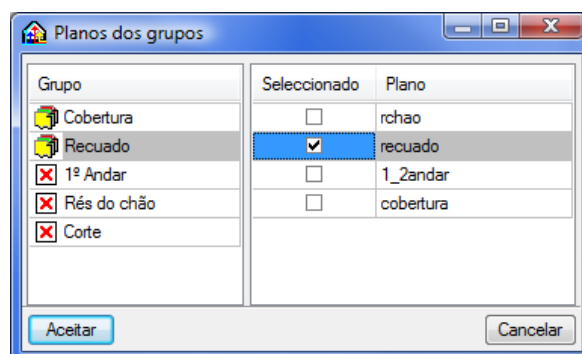 Planos dos grupos
Grupo
Seleccionado Plano
Cobertura
rchao
Recuado
recuado
1º Andar
1_2andar
Rés do chão
cobertura
Corte
Aceitar
Cancelar